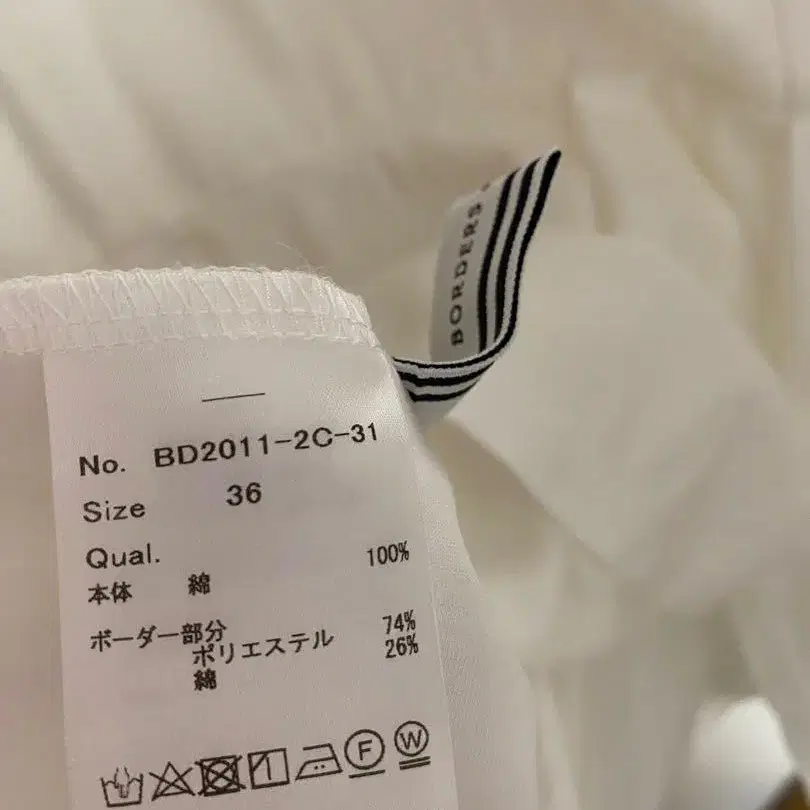 BORDERS
No. BD2011-2C-31
Size 36
Qual.
本体 綿 100%
ボーダー部分
ポリエステル 74%
綿 26%
F
W